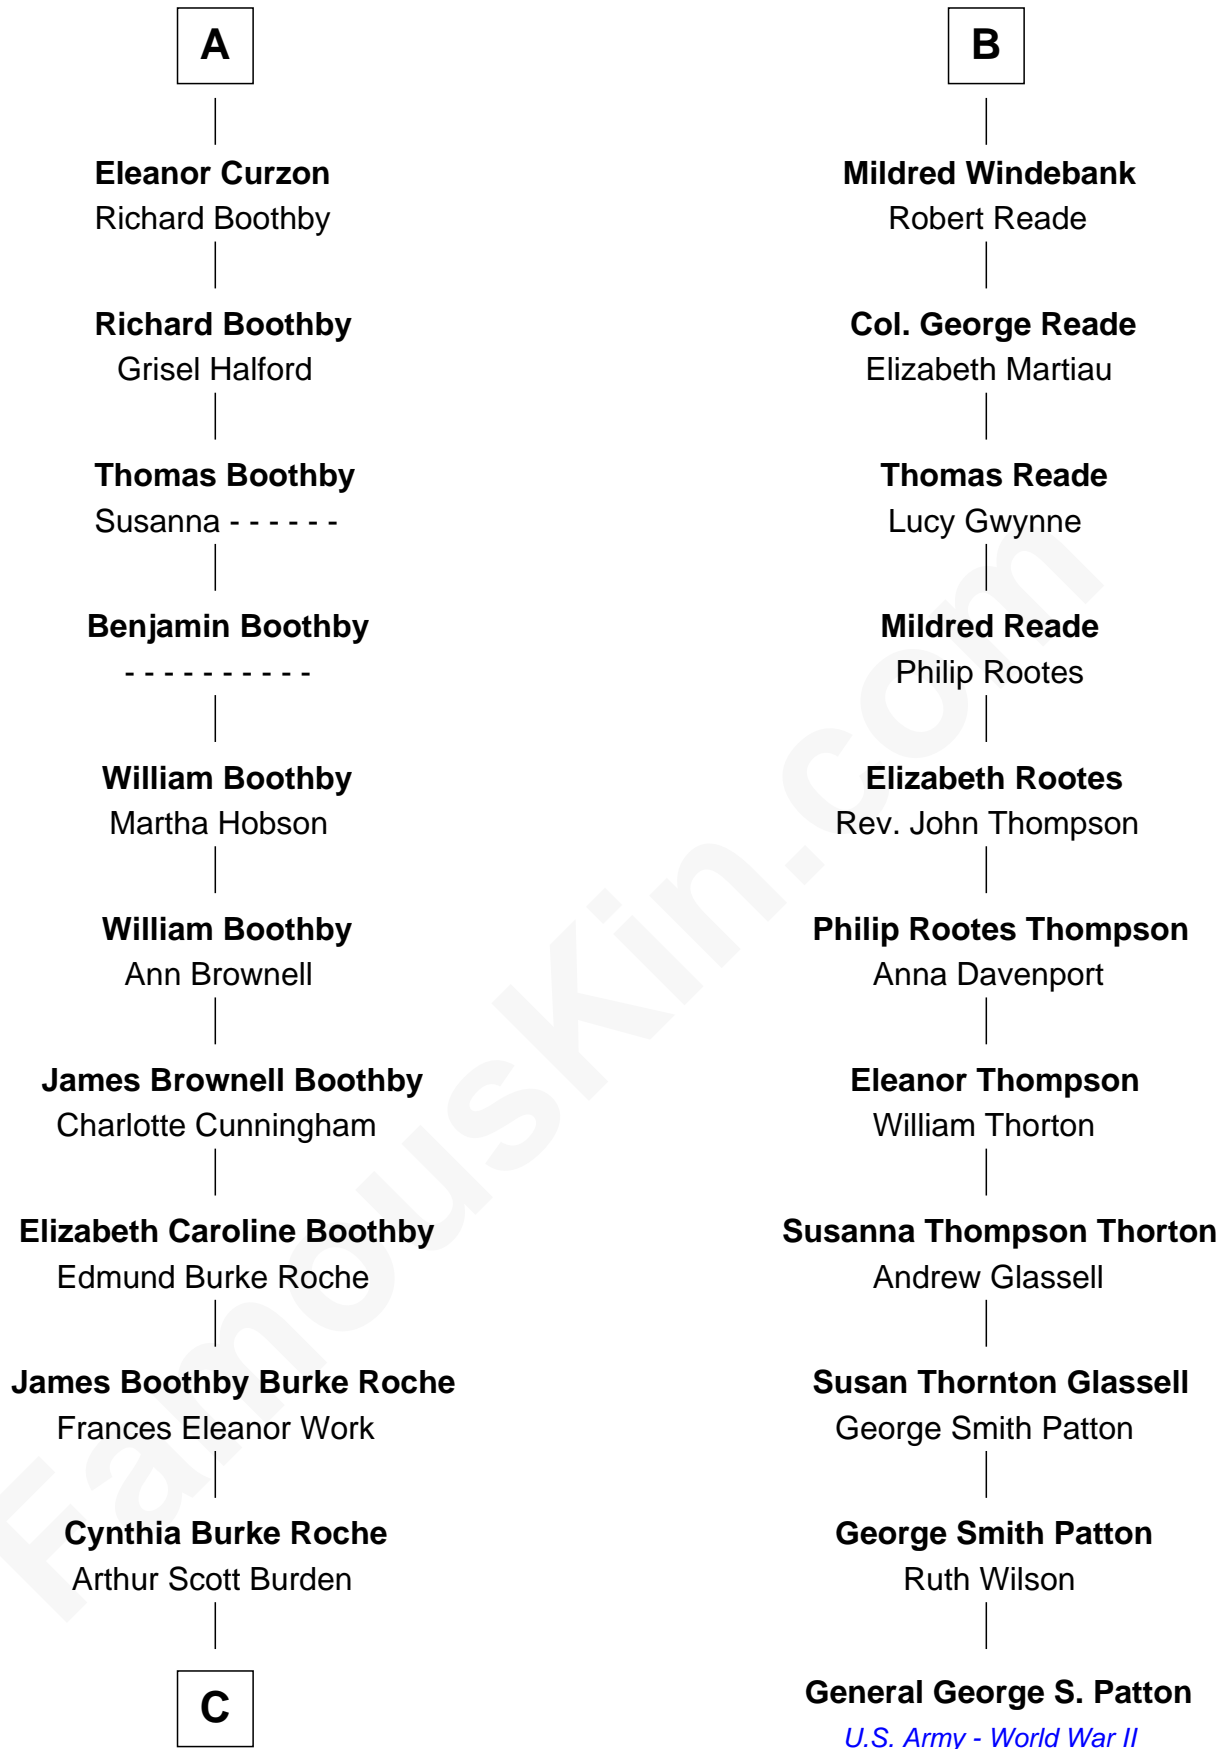 A
Eleanor Curzon
Richard Boothby
Richard Boothby
Grisel Halford
Thomas Boothby
Susanna - - - - - -
Benjamin Boothby
- - - - - - - - - -
William Boothby
Martha Hobson
William Boothby
Ann Brownell
James Brownell Boothby
Charlotte Cunningham
Elizabeth Caroline Boothby
Edmund Burke Roche
James Boothby Burke Roche
Frances Eleanor Work
Cynthia Burke Roche
Arthur Scott Burden
C
B
Mildred Windebank
Robert Reade
Col. George Reade
Elizabeth Martiau
Thomas Reade
Lucy Gwynne
Mildred Reade
Philip Rootes
Elizabeth Rootes
Rev. John Thompson
Philip Rootes Thompson
Anna Davenport
Eleanor Thompson
William Thorton
Susanna Thompson Thorton
Andrew Glassell
Susan Thornton Glassell
George Smith Patton
George Smith Patton
Ruth Wilson
General George S. Patton
U.S. Army - World War II
FamousKin.com